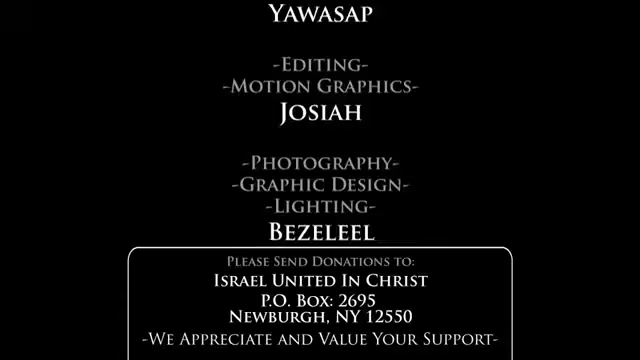 Yawasap
-Editing-
-Motion Graphics-
Josiah
-Photography-
-Graphic Design-
-Lighting-
Bezeleel
Please Send Donations to:
Israel United In Christ
P.O. Box: 2695
Newburgh, NY 12550
-We Appreciate and Value Your Support-